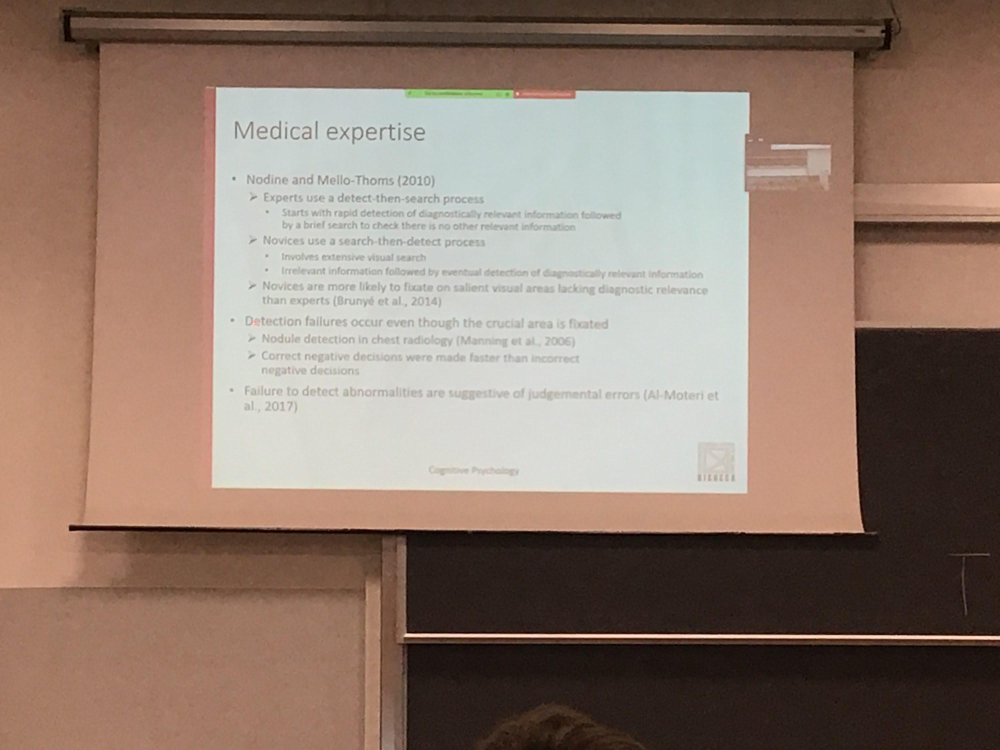 Medical expertise
• Nodine and Mello-Thoms (2010)
➢ Experts use a detect-then-search process
• Starts with rapid detection of diagnostically relevant information followed
by a brief search to check there is no other relevant information
➢ Novices use a search-then-detect process
• Involves extensive visual search
• Irrelevant information followed by eventual detection of diagnostically relevant information
➢ Novices are more likely to fixate on salient visual areas lacking diagnostic relevance
than experts (Brunyé et al., 2014)
• Detection failures occur even though the crucial area is fixated
➢ Nodule detection in chest radiology (Manning et al., 2006)
➢ Correct negative decisions were made faster than incorrect
negative decisions
• Failure to detect abnormalities are suggestive of judgemental errors (Al-Moteri et
al., 2017)
Cognitive Psychology
BICOCCA